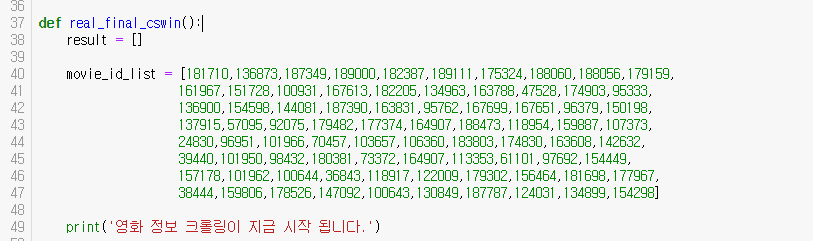 36
37 def real_final_cswin():
38 result = []
39
40 movie_id_list = [181710,136873,187349,189000,182387,189111,175324,188060,188056,179159,
41 161967,151728,100931,167613,182205,134963,163788,47528,174903,95333,
42 136900,154598,144081,187390,163831,95762,167699,167651,96379,150198,
43 137915,57095,92075,179482,177374,164907,188473,118954,159887,107373,
44 24830,96951,101966,70457,103657,106360,183803,174830,163608,142632,
45 39440,101950,98432,180381,73372,164907,113353,61101,97692,154449,
46 157178,101962,100644,36843,118917,122009,179302,156464,181698,177967,
47 38444,159806,178526,147092,100643,130849,187787,124031,134899,154298]
48
49 print('영화 정보 크롤링이 지금 시작 됩니다.')